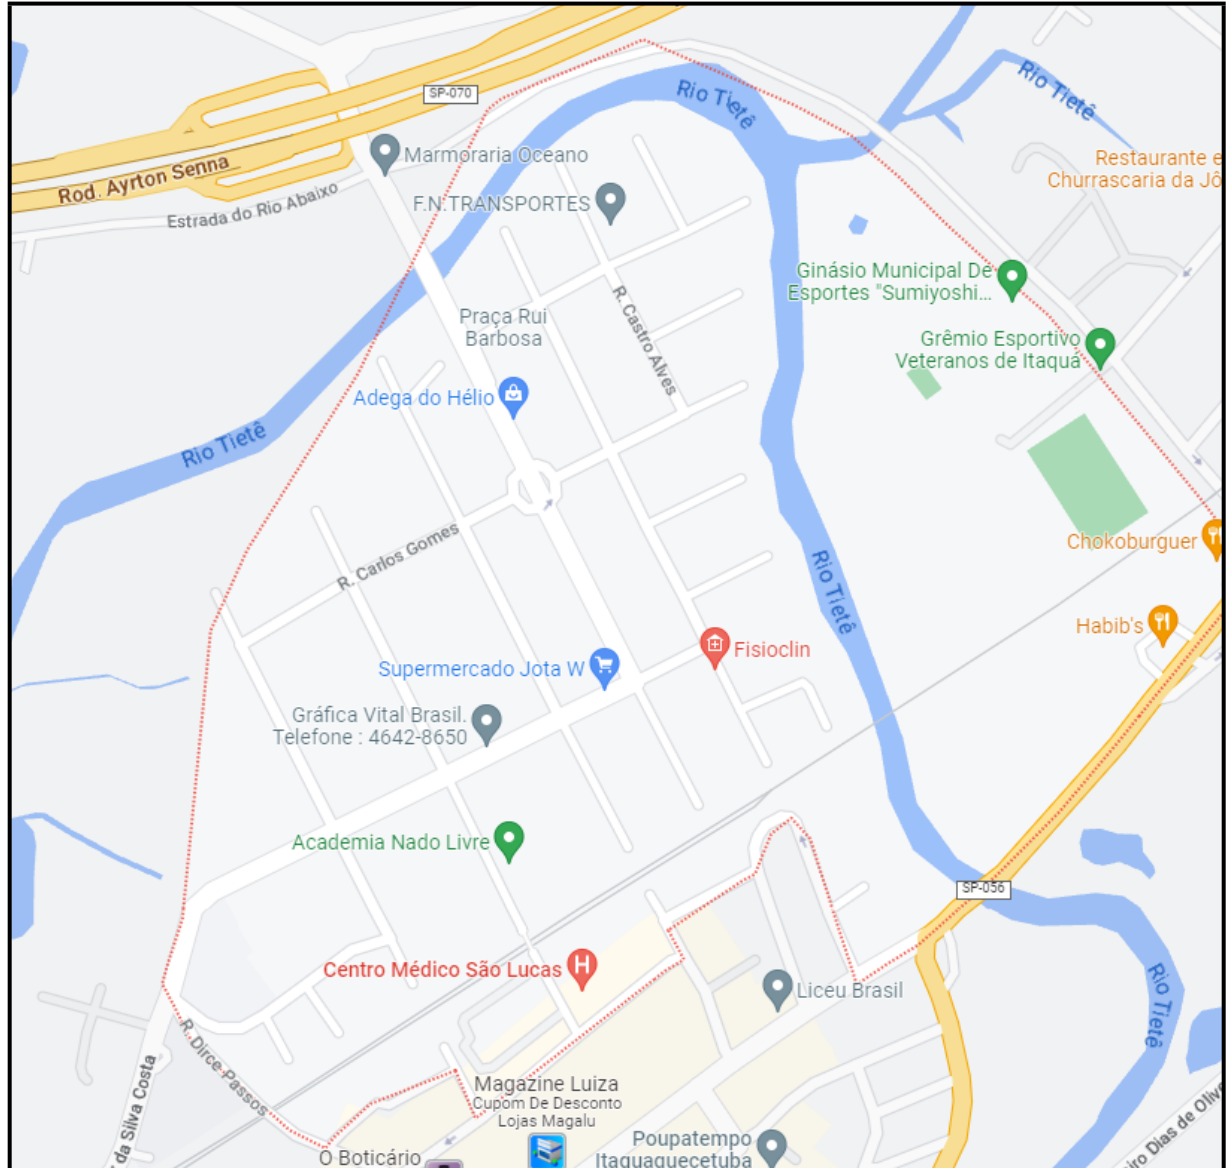 Rio Tietê
SP-070
Rio Tietê
Marmoraria Oceano
Restaurante e
Churrascaria da Jô
Rod. Ayrton Senna
Estrada do Rio Abaixo
F.N.TRANSPORTES
Ginásio Municipal De
Esportes "Sumiyoshi...
R. Castro Alves
Praça Rui
Barbosa
Grêmio Esportivo
Veteranos de Itaquá
Adega do Hélio
Rio Tietê
R. Carlos Gomes
Chokoburguer
Rio Tietê
Habib's
Fisioclin
Supermercado Jota W
Gráfica Vital Brasil.
Telefone : 4642-8650
Academia Nado Livre
SP-056
Centro Médico São Lucas
H
Liceu Brasil
Rio Tietê
R. Dirce Passos
da Silva Costa
Magazine Luiza
Cupom De Desconto
Lojas Magalu
Poupatempo
Itaquaquecetuba
O Boticário
ito Dias de Olive